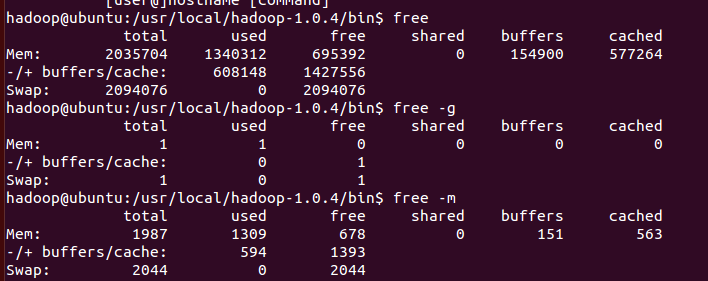 [user@]hostname [command]
hadoop@ubuntu:/usr/local/hadoop-1.0.4/bin$ free
             total       used       free     shared    buffers     cached
Mem:       2035704    1340312     695392          0     154900     577264
-/+ buffers/cache:     608148    1427556
Swap:      2094076          0    2094076
hadoop@ubuntu:/usr/local/hadoop-1.0.4/bin$ free -g
             total       used       free     shared    buffers     cached
Mem:             1          1          0          0          0          0
-/+ buffers/cache:          0          1
Swap:            1          0          1
hadoop@ubuntu:/usr/local/hadoop-1.0.4/bin$ free -m
             total       used       free     shared    buffers     cached
Mem:          1987       1309        678          0        151        563
-/+ buffers/cache:        594       1393
Swap:         2044          0       2044